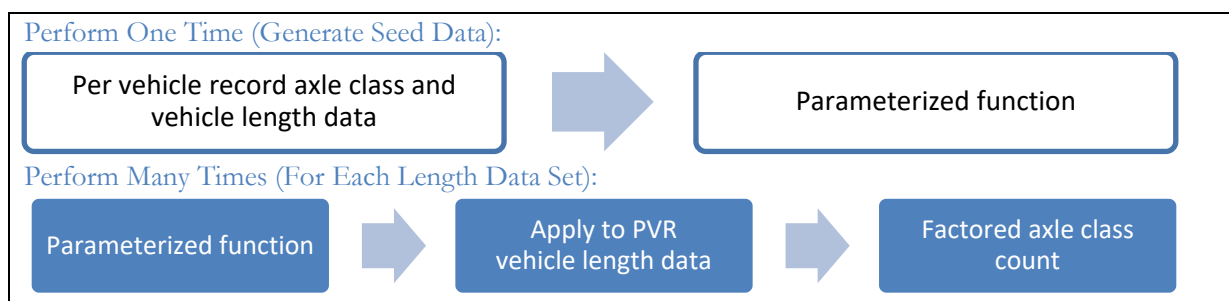 Perform One Time (Generate Seed Data):
Per vehicle record axle class and
vehicle length data
Parameterized function
Perform Many Times (For Each Length Data Set):
Parameterized function
Apply to PVR
vehicle length data
Factored axle class
count